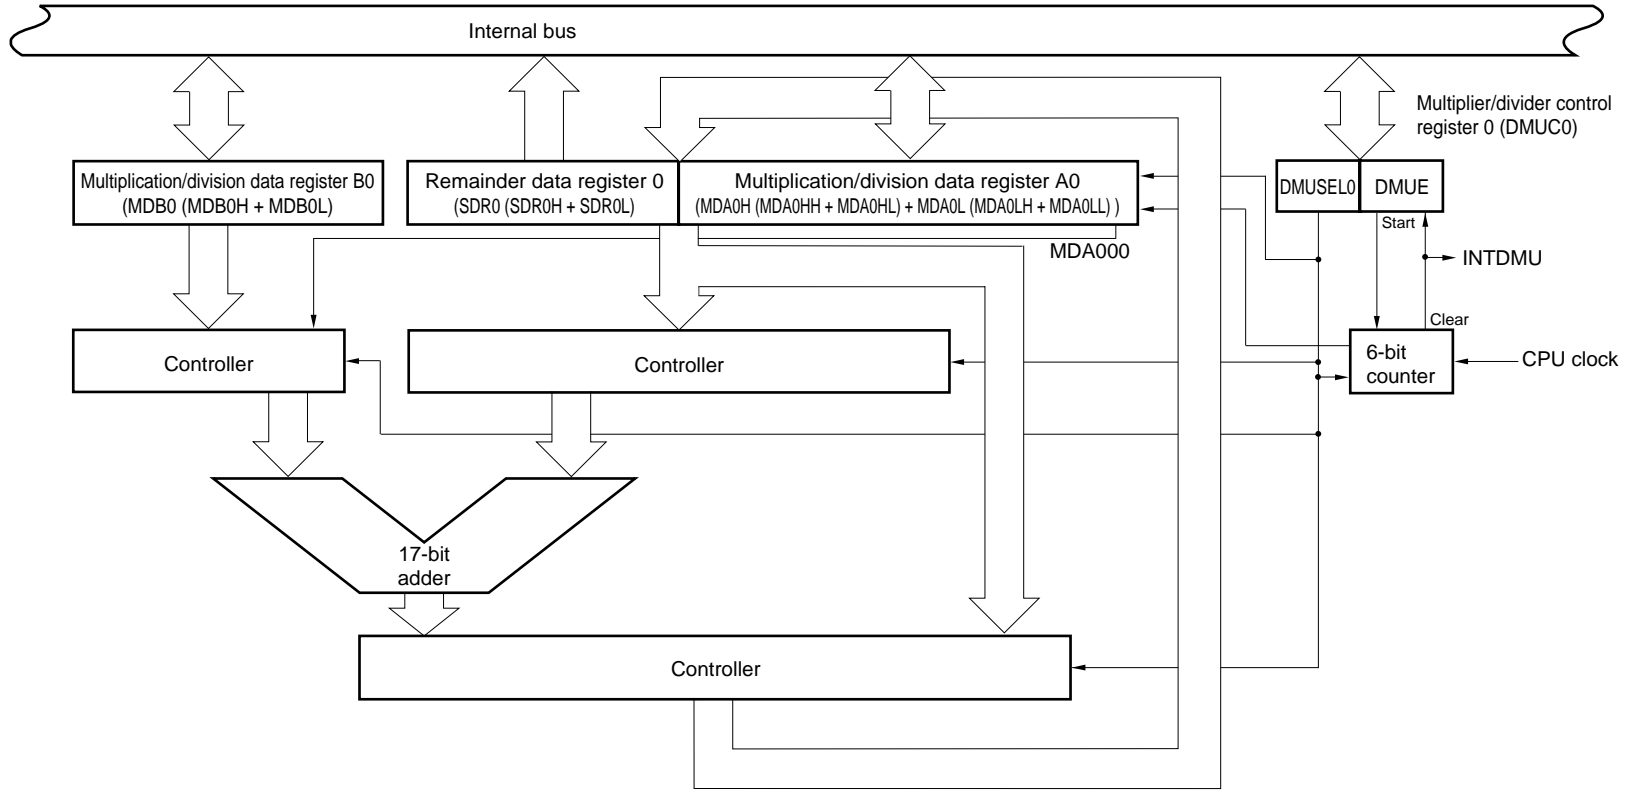 Internal bus
Multiplier/divider control
register 0 (DMUC0)
Multiplication/division data register B0
(MDB0 (MDB0H + MDB0L)
Remainder data register 0
(SDR0 (SDR0H + SDR0L)
Multiplication/division data register A0
(MDA0H (MDA0HH + MDA0HL) + MDA0L (MDA0LH + MDA0LL) )
DMUSEL0
DMUE
Start
MDA000
INTDMU
Clear
Controller
Controller
6-bit
counter
CPU clock
17-bit
adder
Controller